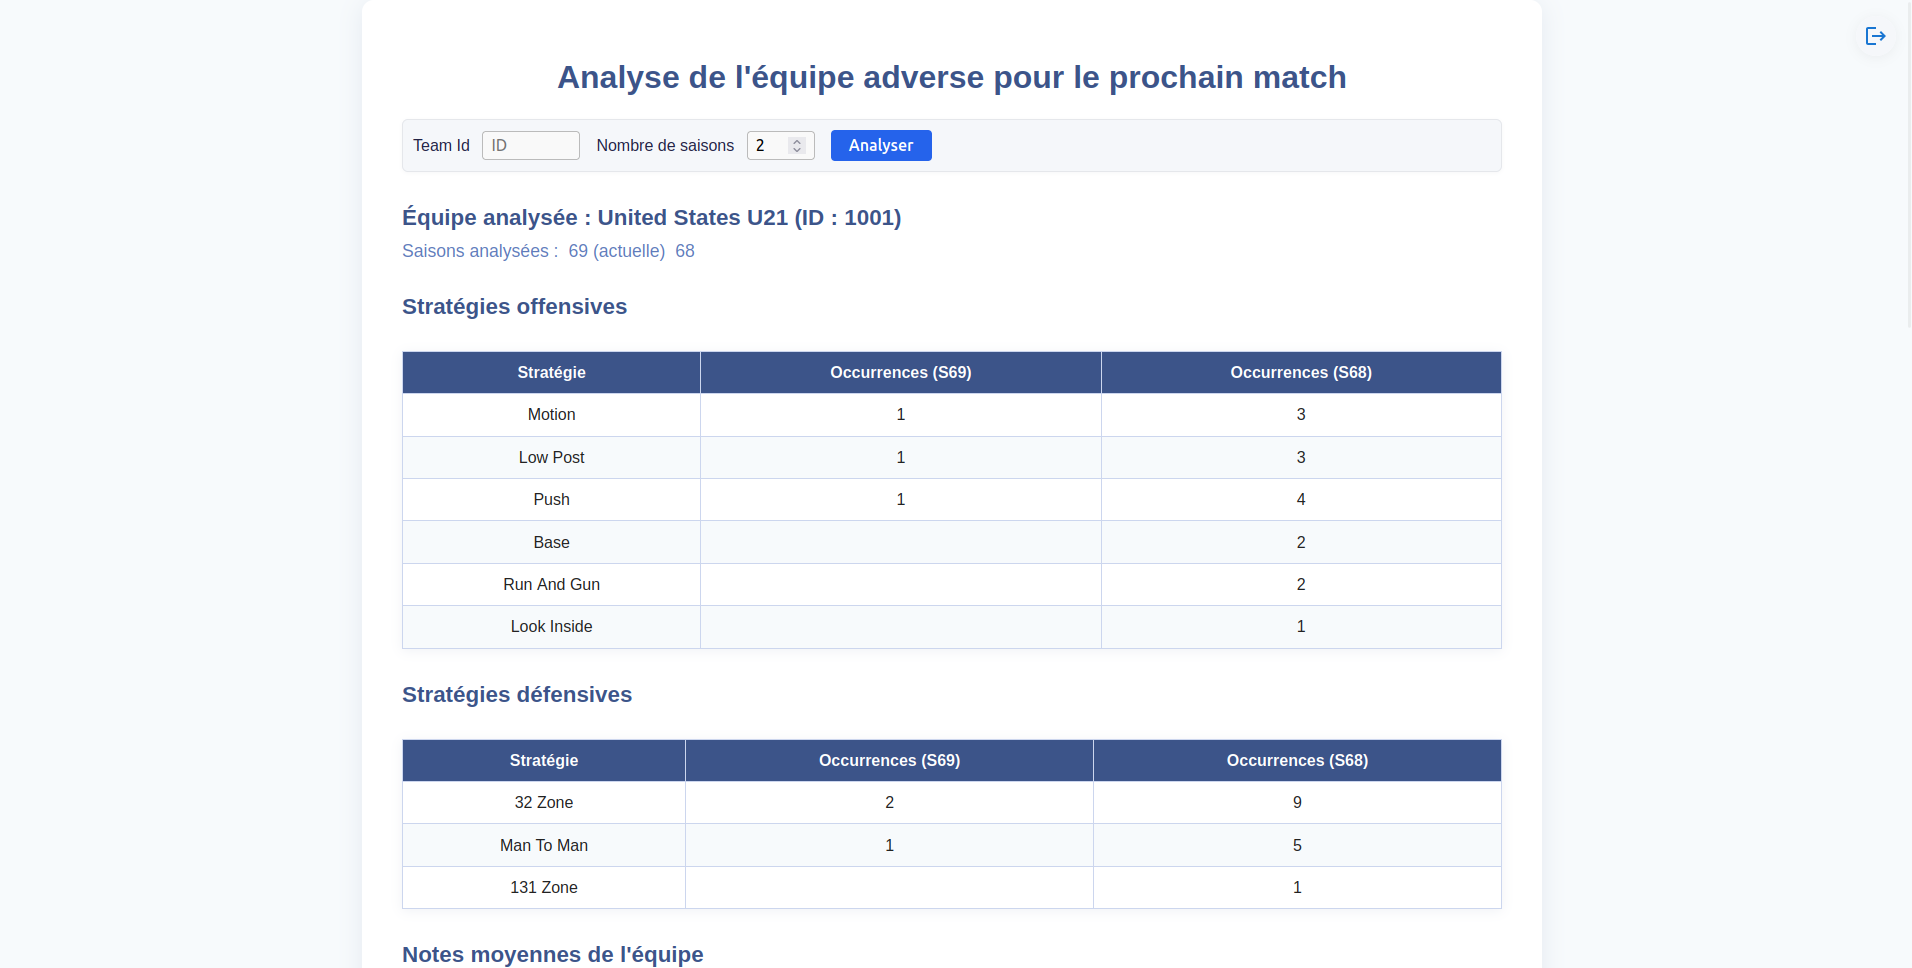 Analyse de l'équipe adverse pour le prochain match
Team Id ID Nombre de saisons 2 Analyser
Équipe analysée : United States U21 (ID : 1001)
Saisons analysées : 69 (actuelle) 68
Stratégies offensives
Stratégie Occurrences (S69) Occurrences (S68)
Motion 1 3
Low Post 1 3
Push 1 4
Base 2
Run And Gun 2
Look Inside 1
Stratégies défensives
Stratégie Occurrences (S69) Occurrences (S68)
32 Zone 2 9
Man To Man 1 5
131 Zone 1
Notes moyennes de l'équipe